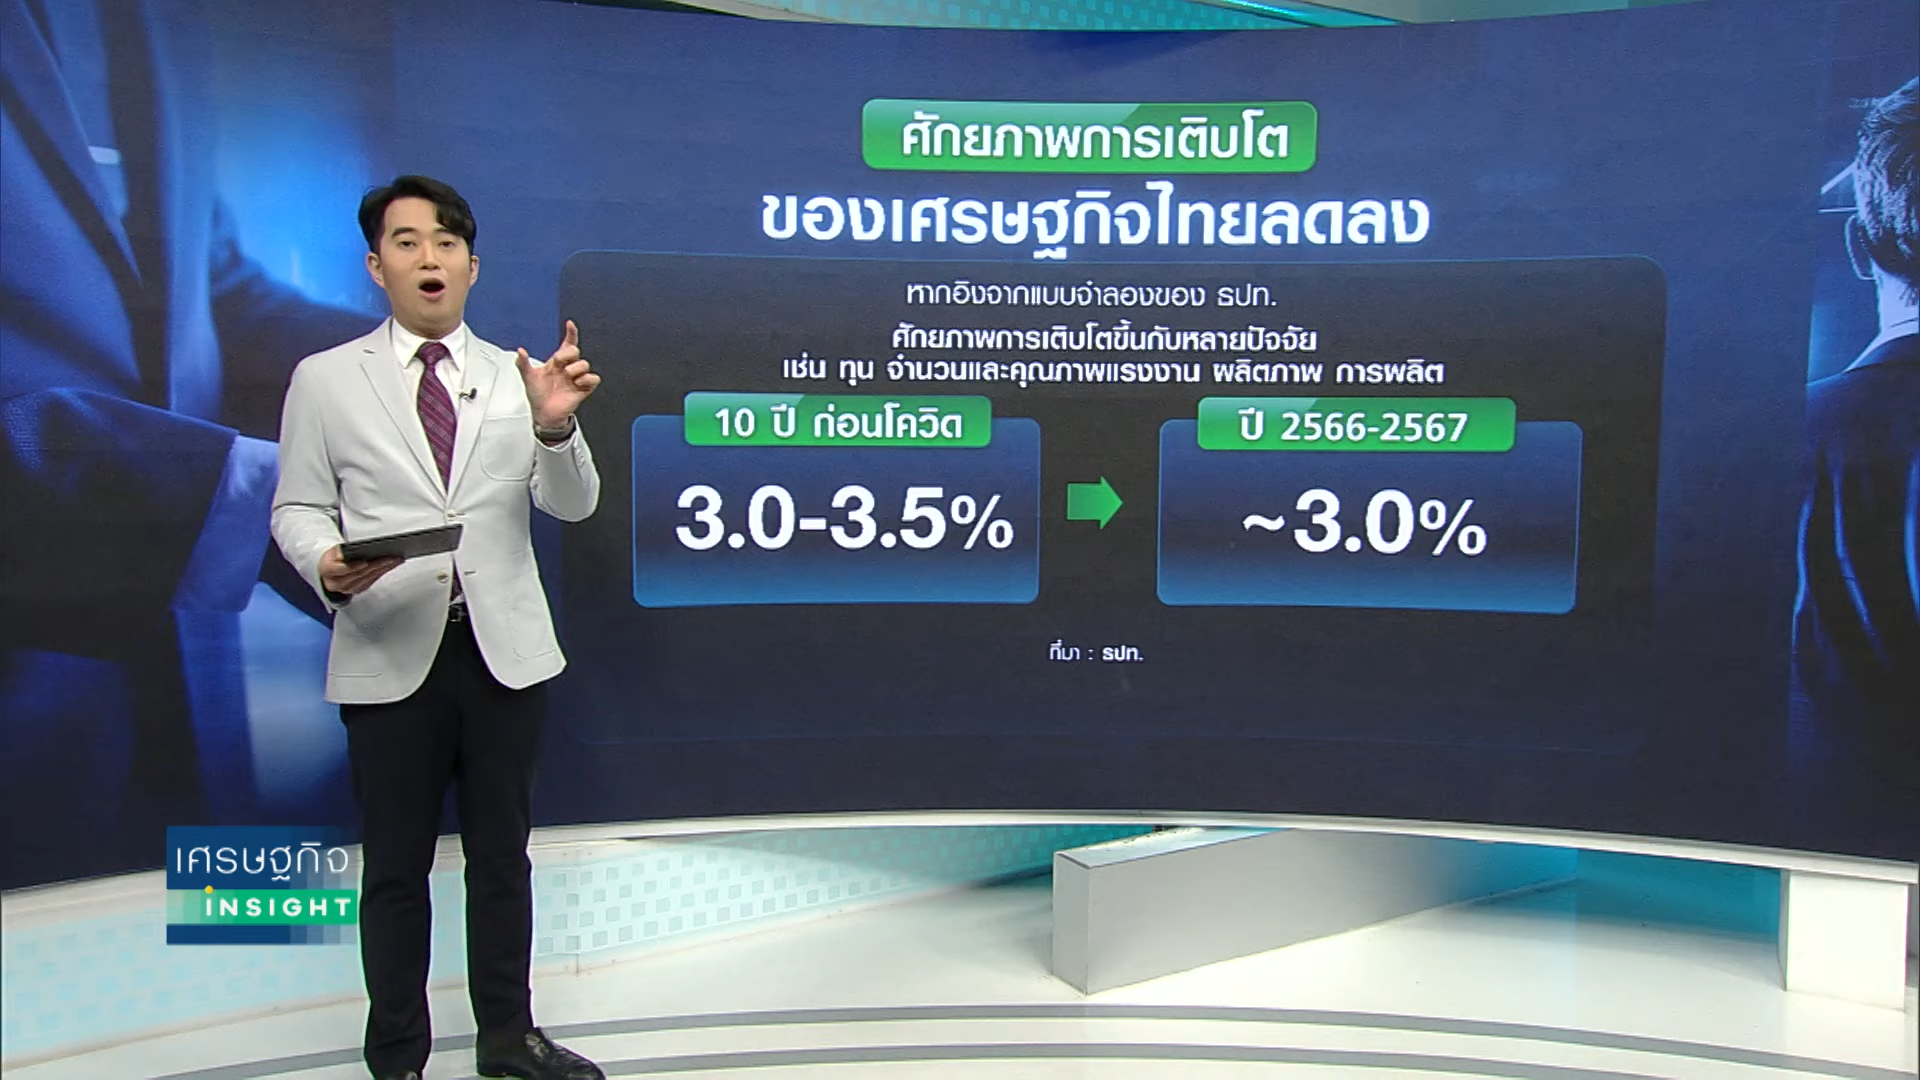 ศักยภาพการเติบโต
ของเศรษฐกิจไทยลดลง
หากอิงจากแบบจำลองของ ธปท.
ศักยภาพการเติบโตขึ้นกับหลายปัจจัย
เช่น ทุน จำนวนและคุณภาพแรงงาน ผลิตภาพ การผลิต
10 ปี ก่อนโควิด
3.0-3.5%
ปี 2566-2567
~3.0%
ที่มา : ธปท.
เศรษฐกิจ
iNSIGHT